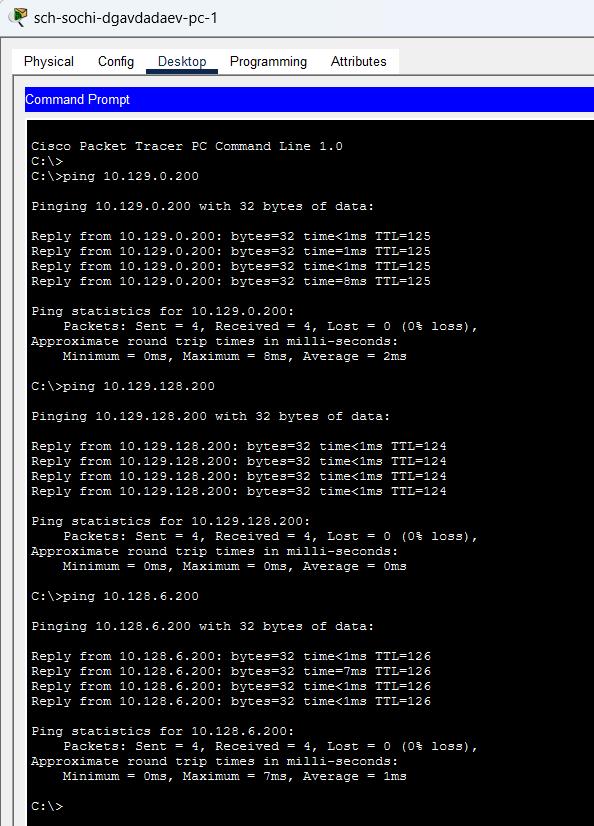 sch-sochi-dgavdadaev-pc-1
Physical Config Desktop Programming Attributes
Command Prompt
Cisco Packet Tracer PC Command Line 1.0
C:\>
C:\>ping 10.129.0.200
Pinging 10.129.0.200 with 32 bytes of data:
Reply from 10.129.0.200: bytes=32 time<1ms TTL=125
Reply from 10.129.0.200: bytes=32 time=1ms TTL=125
Reply from 10.129.0.200: bytes=32 time<1ms TTL=125
Reply from 10.129.0.200: bytes=32 time=8ms TTL=125
Ping statistics for 10.129.0.200:
Packets: Sent = 4, Received = 4, Lost = 0 (0% loss),
Approximate round trip times in milli-seconds:
Minimum = 0ms, Maximum = 8ms, Average = 2ms
C:\>ping 10.129.128.200
Pinging 10.129.128.200 with 32 bytes of data:
Reply from 10.129.128.200: bytes=32 time<1ms TTL=124
Reply from 10.129.128.200: bytes=32 time<1ms TTL=124
Reply from 10.129.128.200: bytes=32 time<1ms TTL=124
Reply from 10.129.128.200: bytes=32 time<1ms TTL=124
Ping statistics for 10.129.128.200:
Packets: Sent = 4, Received = 4, Lost = 0 (0% loss),
Approximate round trip times in milli-seconds:
Minimum = 0ms, Maximum = 0ms, Average = 0ms
C:\>ping 10.128.6.200
Pinging 10.128.6.200 with 32 bytes of data:
Reply from 10.128.6.200: bytes=32 time<1ms TTL=126
Reply from 10.128.6.200: bytes=32 time=7ms TTL=126
Reply from 10.128.6.200: bytes=32 time<1ms TTL=126
Reply from 10.128.6.200: bytes=32 time<1ms TTL=126
Ping statistics for 10.128.6.200:
Packets: Sent = 4, Received = 4, Lost = 0 (0% loss),
Approximate round trip times in milli-seconds:
Minimum = 0ms, Maximum = 7ms, Average = 1ms
C:\>